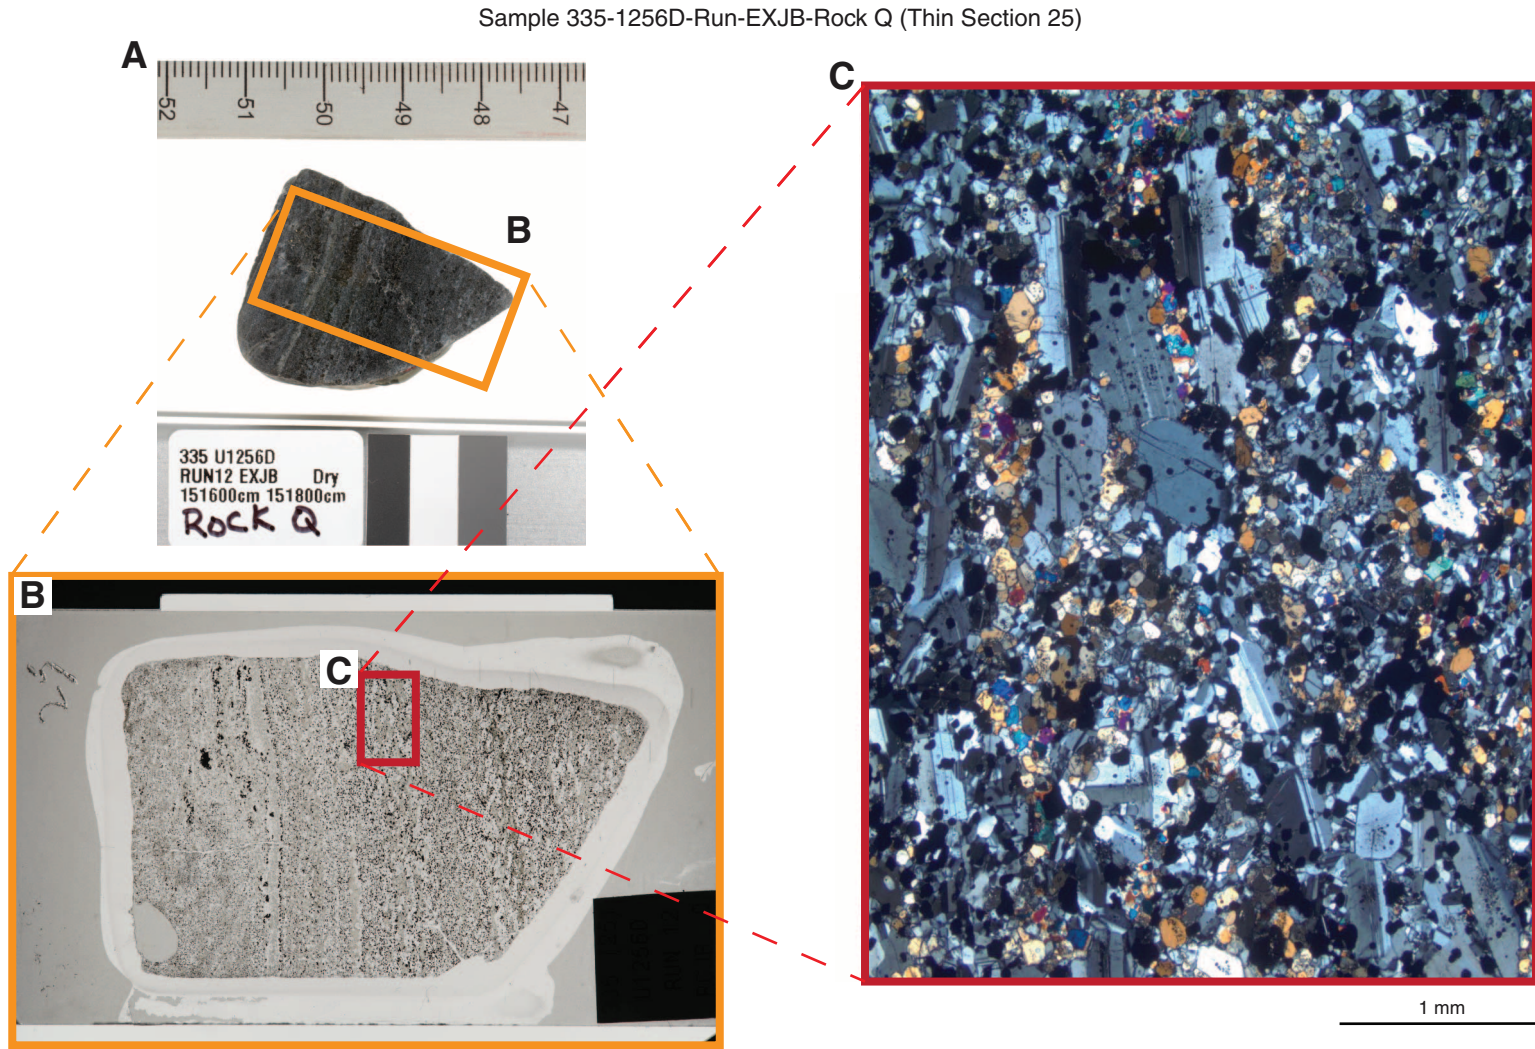 Sample 335-1256D-Run-EXJB-Rock Q (Thin Section 25)
A
52 51 50 49 48 47
B
335 U1256D
RUN12 EXJB Dry
151600cm 151800cm
ROCK Q
B
25
C
C
1 mm